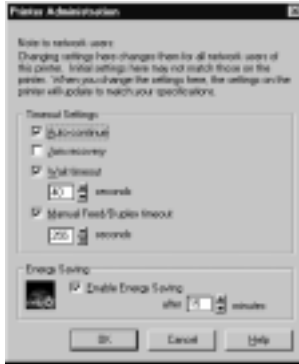 Printer Administration
Note to network users:
Changing settings here changes them for all network users of
this printer. Initial settings here may not match those on the
printer. When you change the settings here, the settings on the
printer will update to match your specifications.
Timeout Settings
Auto-continue
Jam recovery
Wait timeout
40 seconds
Manual Feed/Duplex timeout
255 seconds
Energy Saving
Enable Energy Saving
after minutes
OK
Cancel
Help